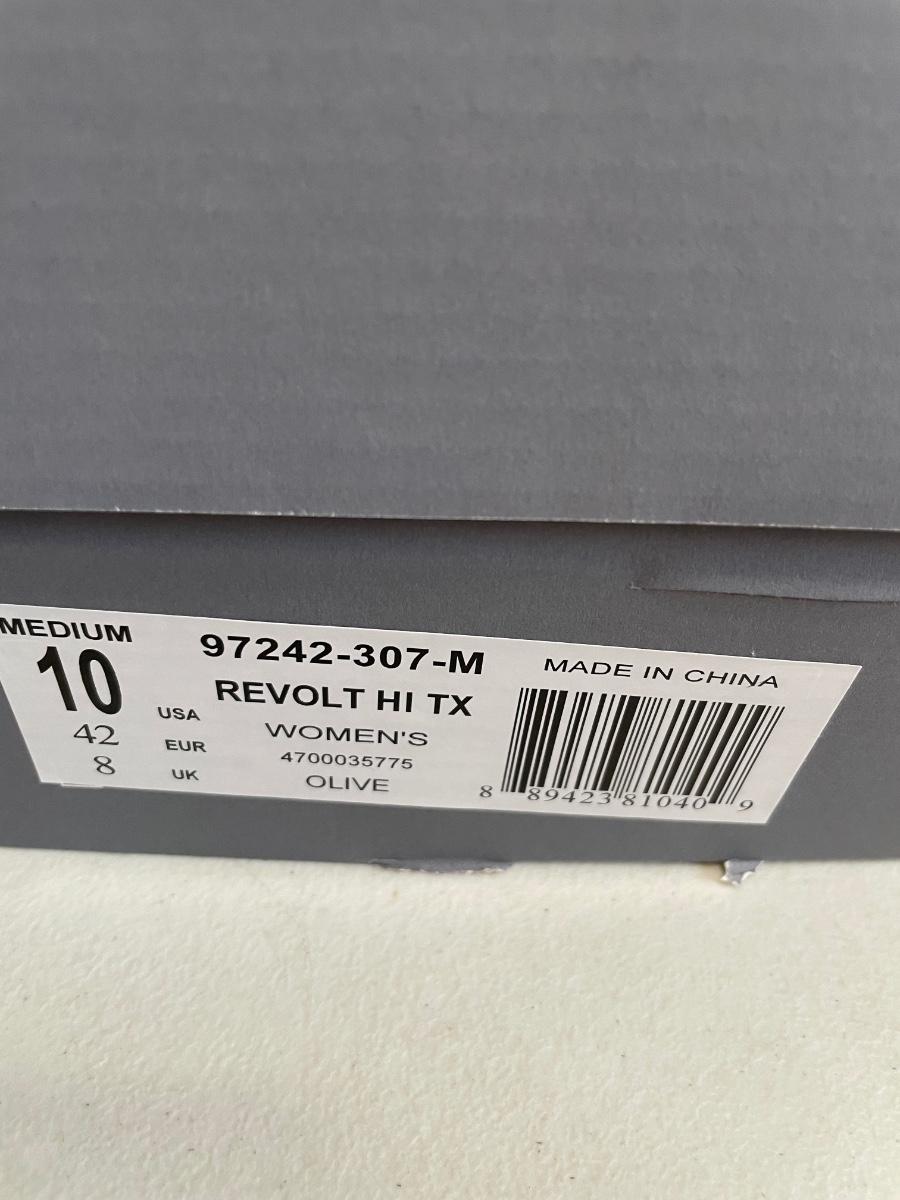 MEDIUM
10 USA
42 EUR
8 UK
97242-307-M
REVOLT HI TX
WOMEN'S
4700035775
OLIVE
MADE IN CHINA
8 89423 81040 9